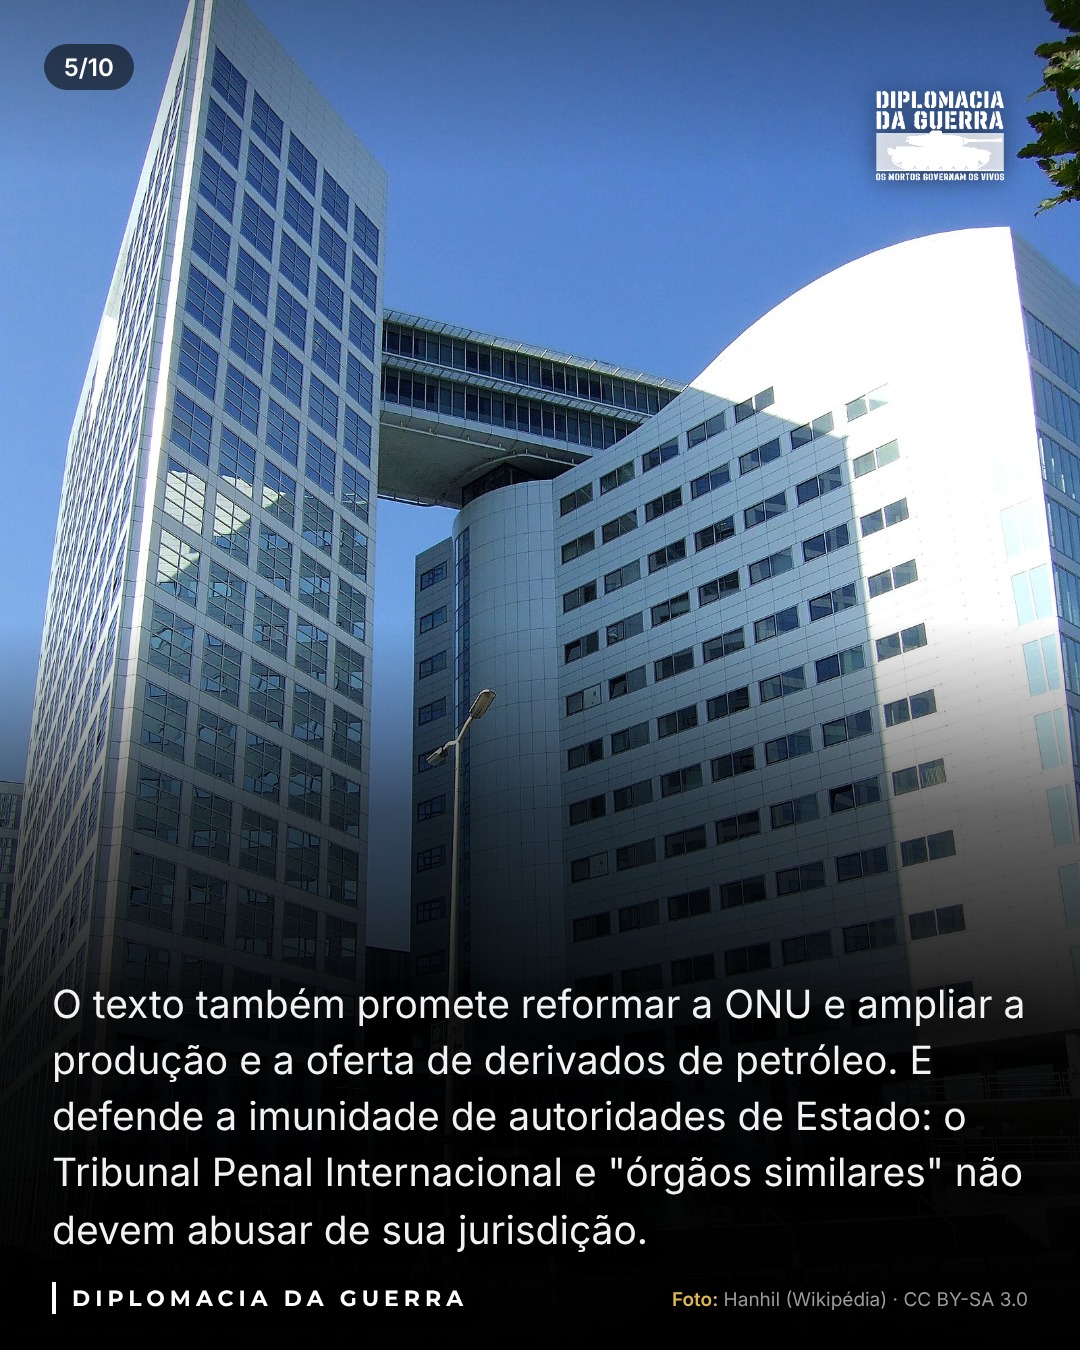 5/10
DIPLOMACIA
DA GUERRA
OS MORTOS GOVERNAM OS VIVOS
O texto também promete reformar a ONU e ampliar a
produção e a oferta de derivados de petróleo. E
defende a imunidade de autoridades de Estado: o
Tribunal Penal Internacional e "órgãos similares" não
devem abusar de sua jurisdição.
DIPLOMACIA DA GUERRA
Foto: Hanhil (Wikipédia) · CC BY-SA 3.0